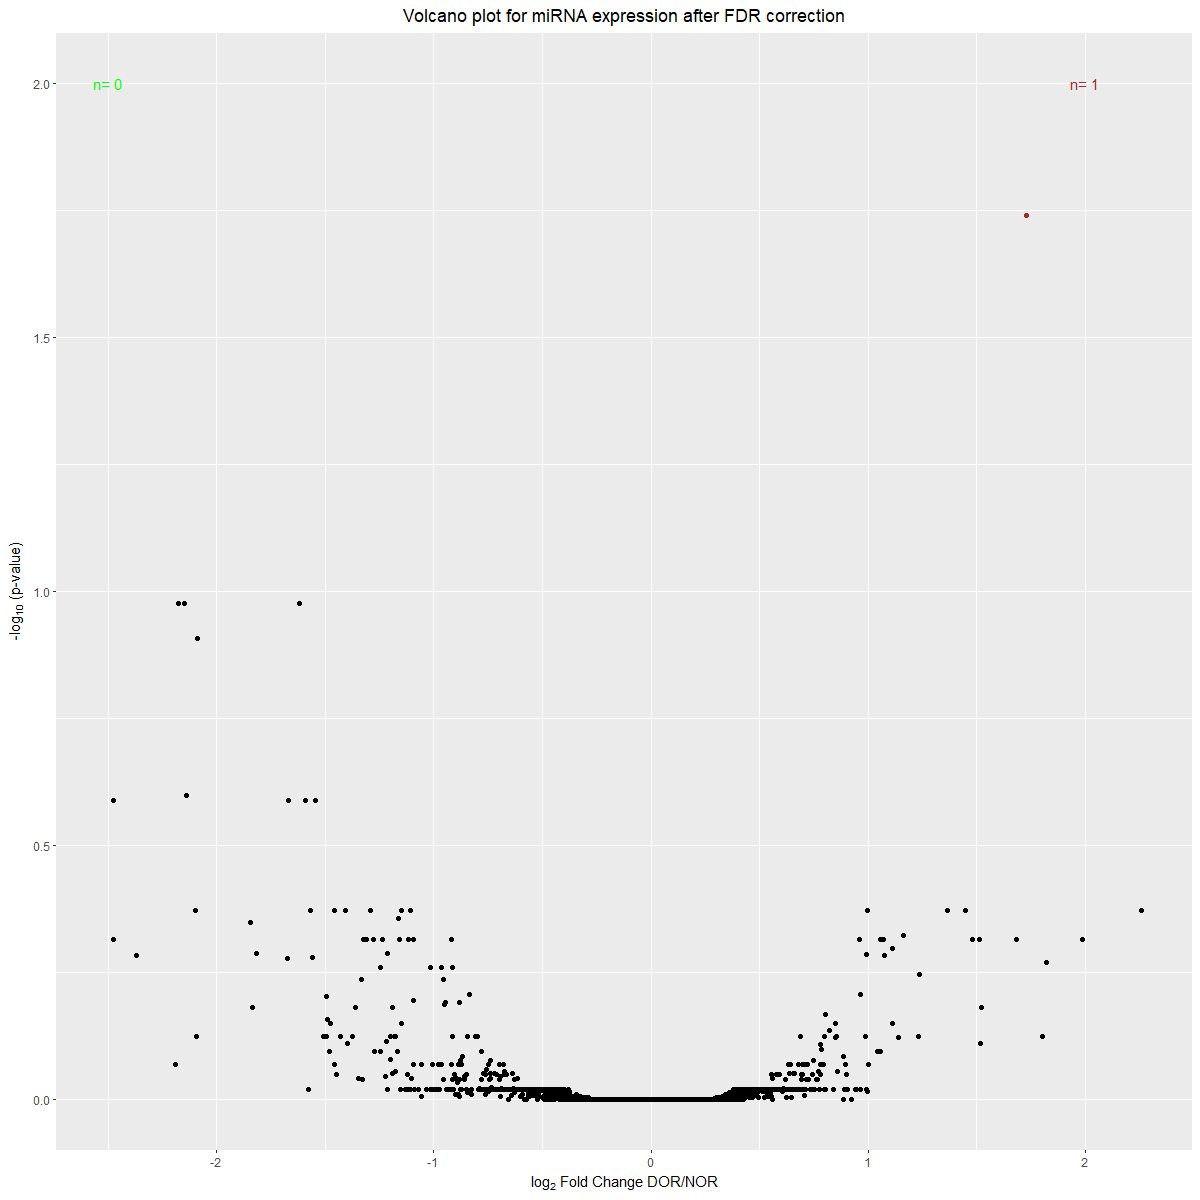 Volcano plot for miRNA expression after FDR correction
n= 0
n= 1
2.0
1.5
1.0
0.5
0.0
-log10 (p-value)
-2
-1
0
1
2
log2 Fold Change DOR/NOR